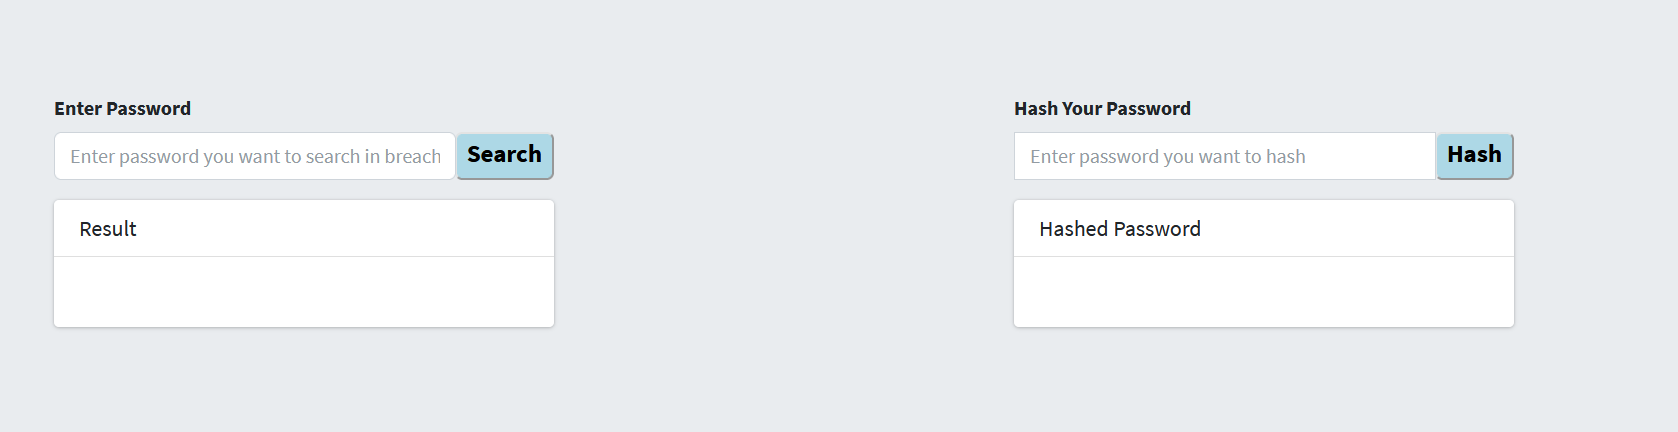 Enter Password
Enter password you want to search in breach
Search
Result
Hash Your Password
Enter password you want to hash
Hash
Hashed Password